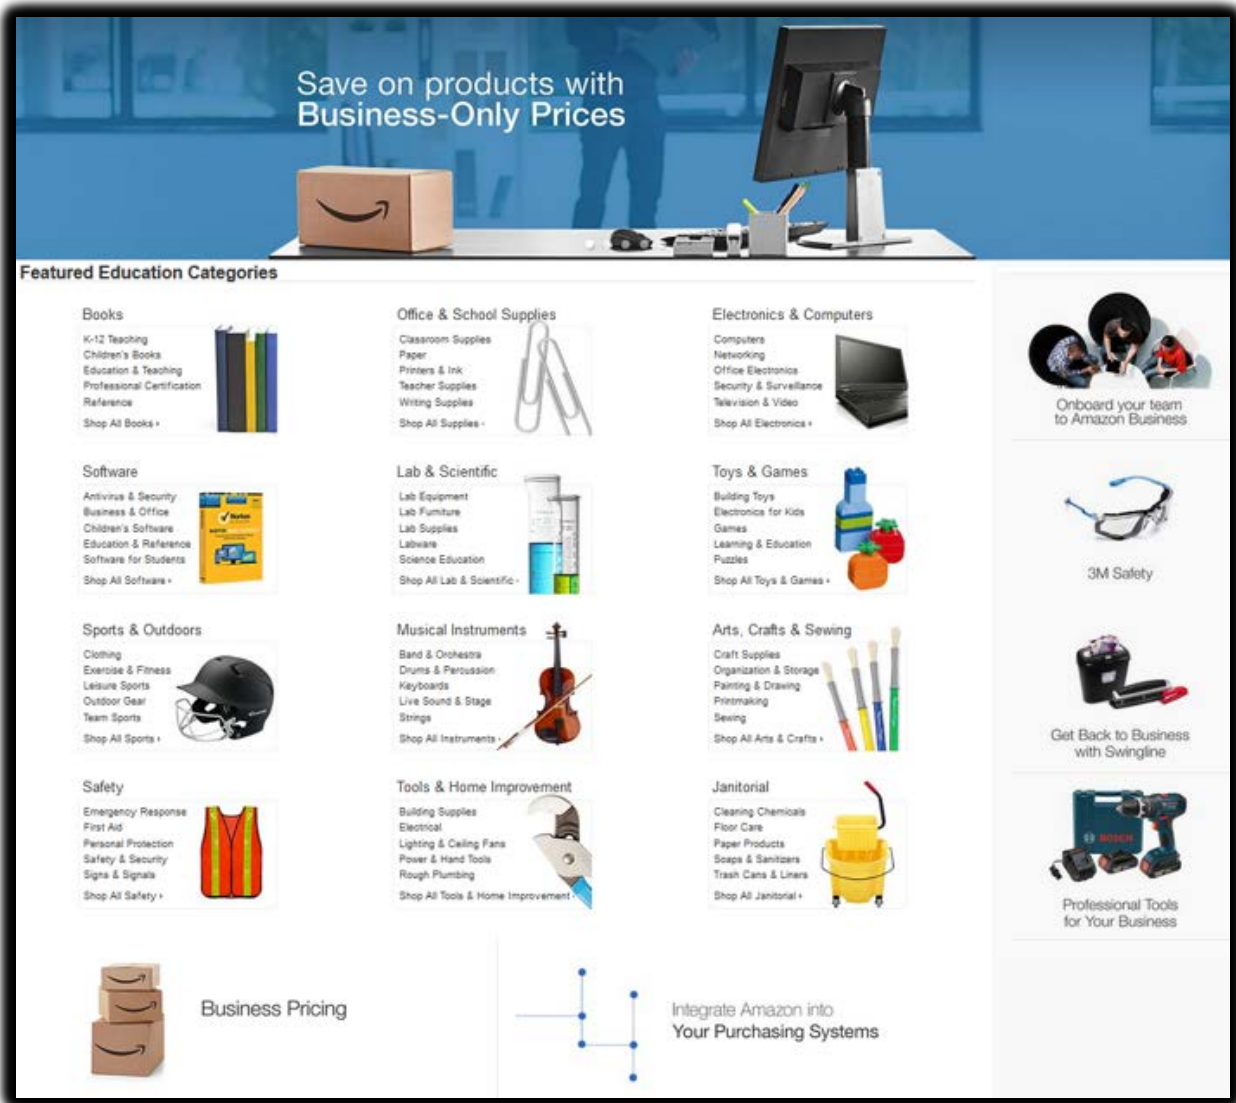 Save on products with
Business-Only Prices
Featured Education Categories
Books
K-12 Teaching
Children's Books
Education & Teaching
Professional Certification
Reference
Shop All Books ›
Office & School Supplies
Classroom Supplies
Paper
Printers & Ink
Teacher Supplies
Writing Supplies
Shop All Supplies ›
Electronics & Computers
Computers
Networking
Office Electronics
Security & Surveillance
Television & Video
Shop All Electronics ›
Software
Antivirus & Security
Business & Office
Children's Software
Education & Reference
Software for Students
Shop All Software ›
Norton
Lab & Scientific
Lab Equipment
Lab Furniture
Lab Supplies
Labware
Science Education
Shop All Lab & Scientific ›
Toys & Games
Building Toys
Electronics for Kids
Games
Learning & Education
Puzzles
Shop All Toys & Games ›
Sports & Outdoors
Clothing
Exercise & Fitness
Leisure Sports
Outdoor Gear
Team Sports
Shop All Sports ›
Musical Instruments
Band & Orchestra
Drums & Percussion
Keyboards
Live Sound & Stage
Strings
Shop All Instruments ›
Arts, Crafts & Sewing
Craft Supplies
Organization & Storage
Painting & Drawing
Printmaking
Sewing
Shop All Arts & Crafts ›
Safety
Emergency Response
First Aid
Personal Protection
Safety & Security
Signs & Signals
Shop All Safety ›
Tools & Home Improvement
Building Supplies
Electrical
Lighting & Ceiling Fans
Power & Hand Tools
Rough Plumbing
Shop All Tools & Home Improvement ›
Janitorial
Cleaning Chemicals
Floor Care
Paper Products
Soaps & Sanitizers
Trash Cans & Liners
Shop All Janitorial ›
Business Pricing
Integrate Amazon into
Your Purchasing Systems
Onboard your team
to Amazon Business
3M Safety
Get Back to Business
with Swingline
BOSCH
Professional Tools
for Your Business